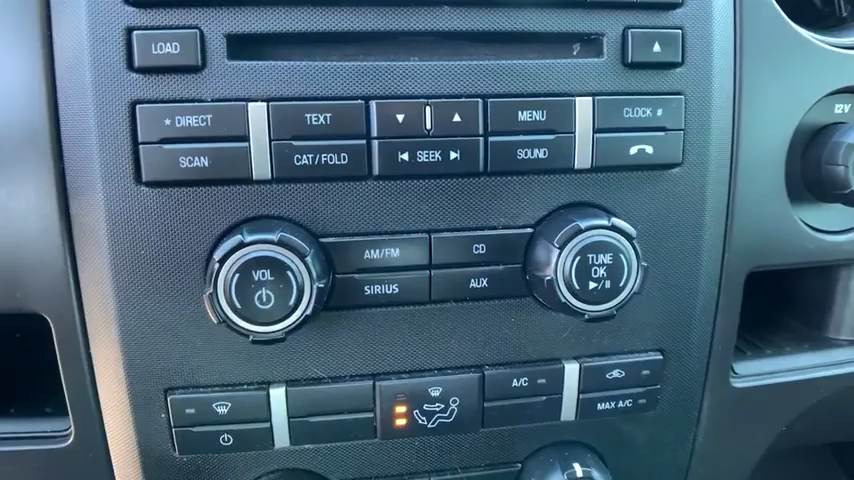 LOAD
* DIRECT
TEXT
MENU
CLOCK #
SCAN
CAT/FOLD
SEEK
SOUND
12V
AM/FM
CD
SIRIUS
AUX
VOL
TUNE
OK
A/C
MAX A/C